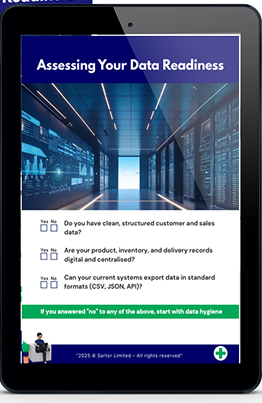 Assessing Your Data Readiness
Yes No
Do you have clean, structured customer and sales
data?
Yes No
Are your product, inventory, and delivery records
digital and centralised?
Yes No
Can your current systems export data in standard
formats (CSV, JSON, API)?
If you answered "no" to any of the above, start with data hygiene
"2025 © Sartor Limited - All rights reserved"